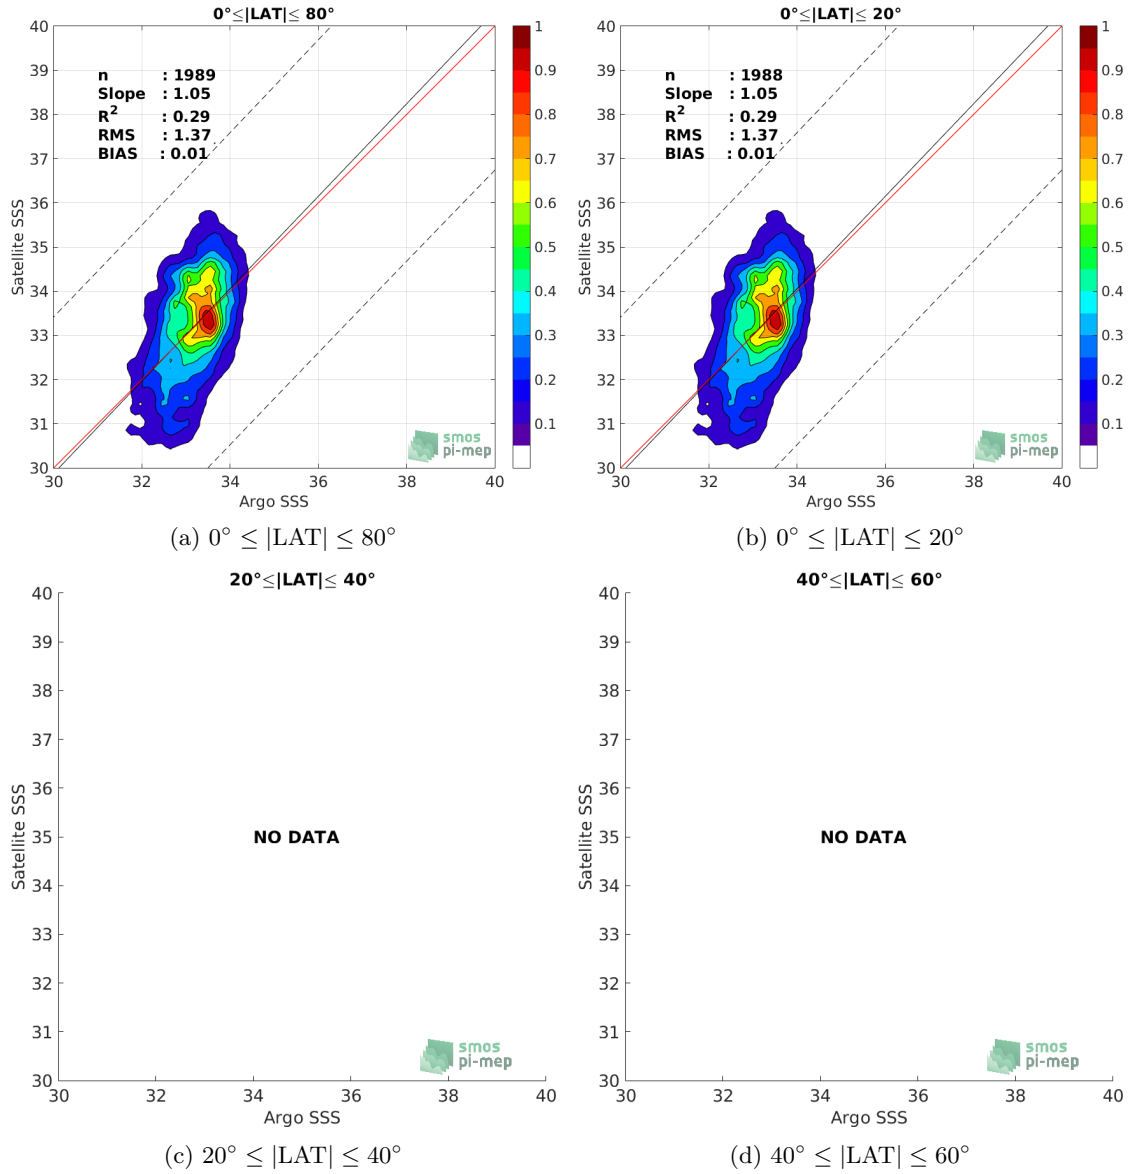 0°≤|LAT|≤ 80°
40
39
38
37
36
35
34
33
32
31
30
Satellite SSS
n : 1989
Slope : 1.05
R² : 0.29
RMS : 1.37
BIAS : 0.01
smos
pi-mep
30 32 34 36 38 40
Argo SSS
1
0.9
0.8
0.7
0.6
0.5
0.4
0.3
0.2
0.1
(a) 0° ≤ |LAT| ≤ 80°
0°≤|LAT|≤ 20°
40
39
38
37
36
35
34
33
32
31
30
Satellite SSS
n : 1988
Slope : 1.05
R² : 0.29
RMS : 1.37
BIAS : 0.01
smos
pi-mep
30 32 34 36 38 40
Argo SSS
1
0.9
0.8
0.7
0.6
0.5
0.4
0.3
0.2
0.1
(b) 0° ≤ |LAT| ≤ 20°
20°≤|LAT|≤ 40°
40
39
38
37
36
35
34
33
32
31
30
Satellite SSS
NO DATA
smos
pi-mep
30 32 34 36 38 40
Argo SSS
(c) 20° ≤ |LAT| ≤ 40°
40°≤|LAT|≤ 60°
40
39
38
37
36
35
34
33
32
31
30
Satellite SSS
NO DATA
smos
pi-mep
30 32 34 36 38 40
Argo SSS
(d) 40° ≤ |LAT| ≤ 60°